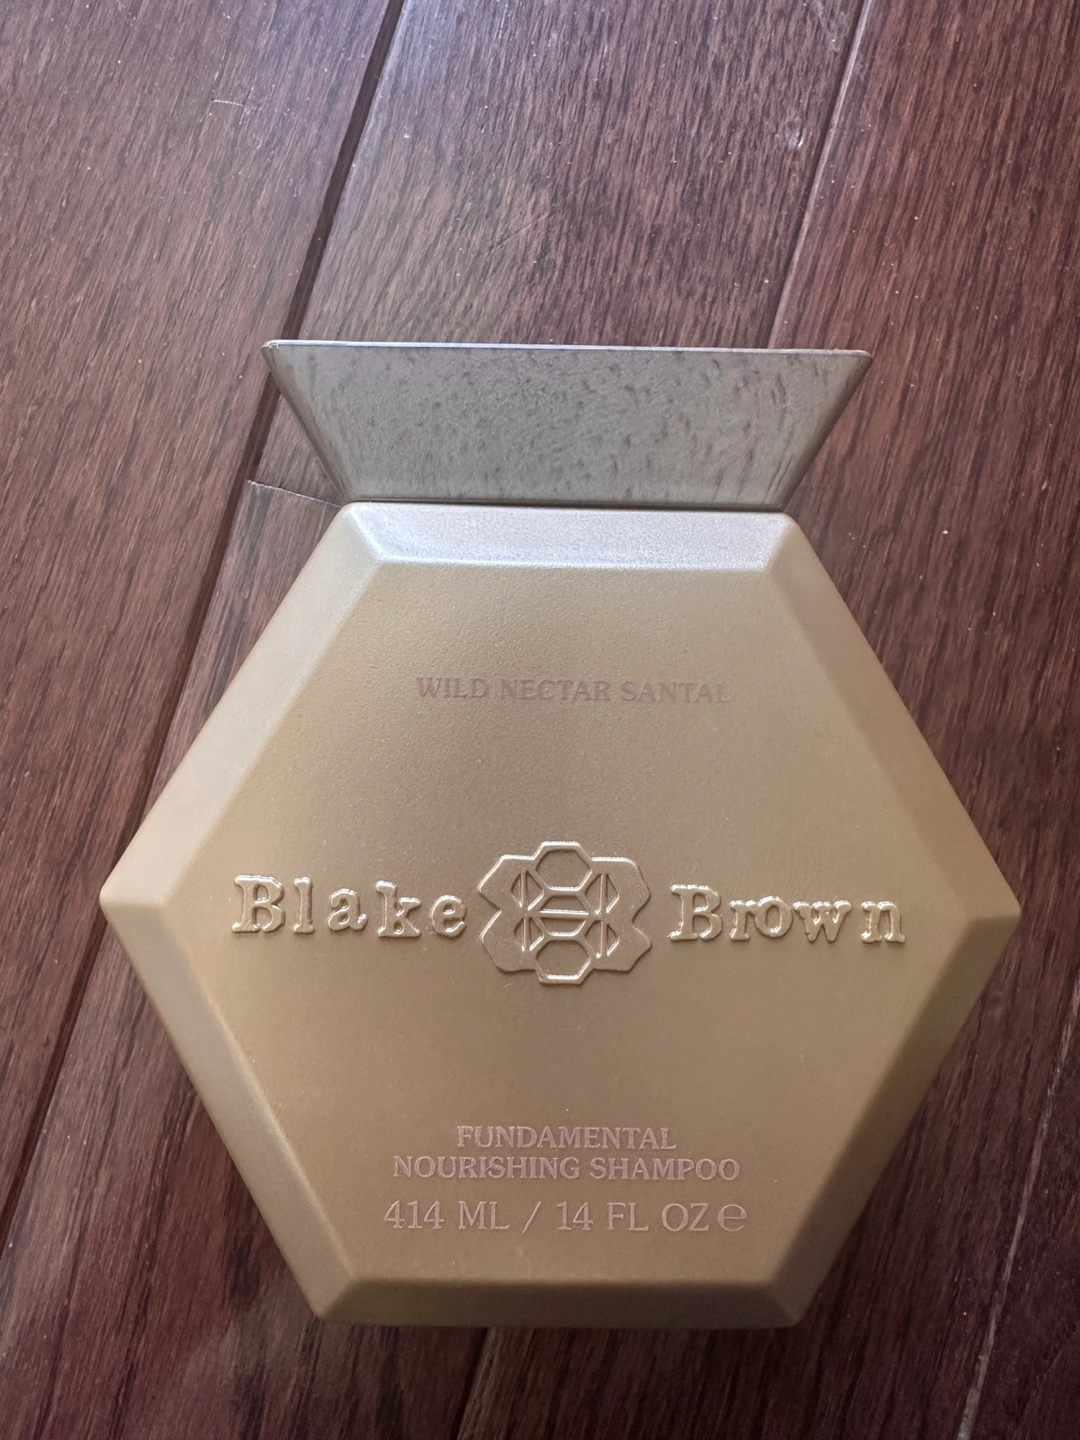 WILD NECTAR SANTAL
Blake Brown
FUNDAMENTAL
NOURISHING SHAMPOO
414 ML / 14 FL OZ ℮